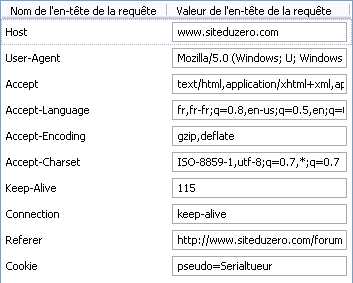 Nom de l'en-tête de la requête Valeur de l'en-tête de la requête
Host www.siteduzero.com
User-Agent Mozilla/5.0 (Windows; U; Windows
Accept text/html,application/xhtml+xml,ap
Accept-Language fr,fr-fr;q=0.8,en-us;q=0.5,en;q=
Accept-Encoding gzip,deflate
Accept-Charset ISO-8859-1,utf-8;q=0.7,*;q=0.7
Keep-Alive 115
Connection keep-alive
Referer http://www.siteduzero.com/forum
Cookie pseudo=Serialtueur